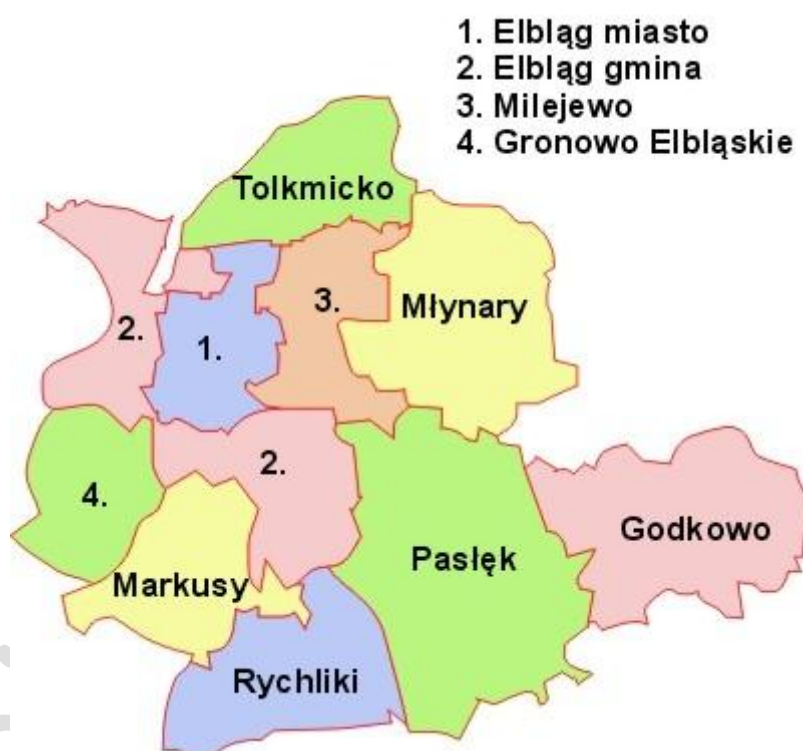 1. Elbląg miasto
2. Elbląg gmina
3. Milejewo
4. Gronowo Elbląskie
Tolkmicko
2.
1.
3.
Młynary
4.
2.
Markusy
Pasłęk
Godkowo
Rychliki